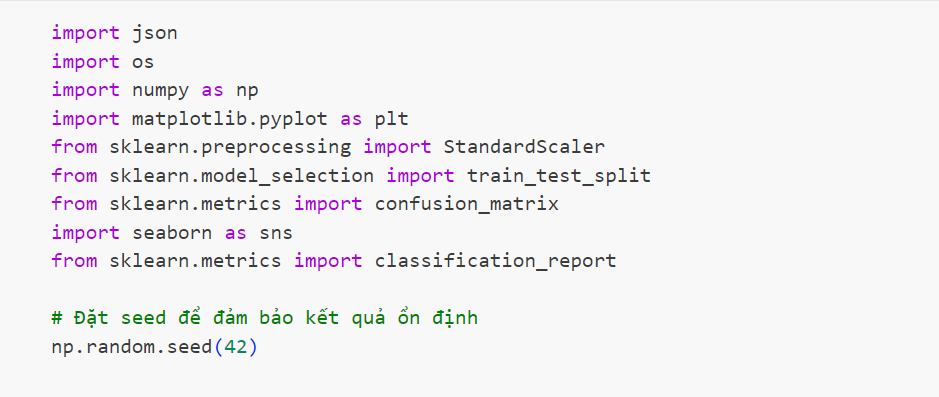 import json
import os
import numpy as np
import matplotlib.pyplot as plt
from sklearn.preprocessing import StandardScaler
from sklearn.model_selection import train_test_split
from sklearn.metrics import confusion_matrix
import seaborn as sns
from sklearn.metrics import classification_report

# Đặt seed để đảm bảo kết quả ổn định
np.random.seed(42)